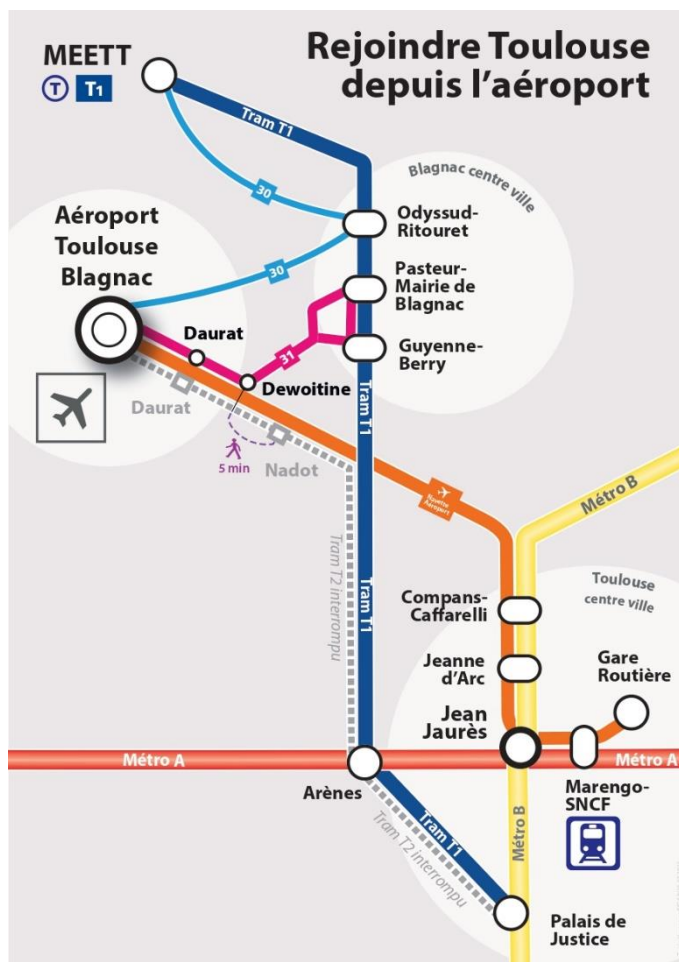 Rejoindre Toulouse
depuis l'aéroport
MEETT
T T1
Tram T1
30
Blagnac centre ville
Odyssud-
Ritouret
Aéroport
Toulouse
Blagnac
30
Pasteur-
Mairie de
Blagnac
Daurat
31
Guyenne-
Berry
Dewoitine
Daurat
5 min
Nadot
Tram T1
Navette
Aéroport
Métro B
Tram T2 interrompu
Tram T1
Toulouse
centre ville
Compans-
Caffarelli
Jeanne
d'Arc
Gare
Routière
Jean
Jaurès
Métro A
Métro A
Arènes
Marengo-
SNCF
Tram T1
Tram T2 interrompu
Métro B
Palais de
Justice